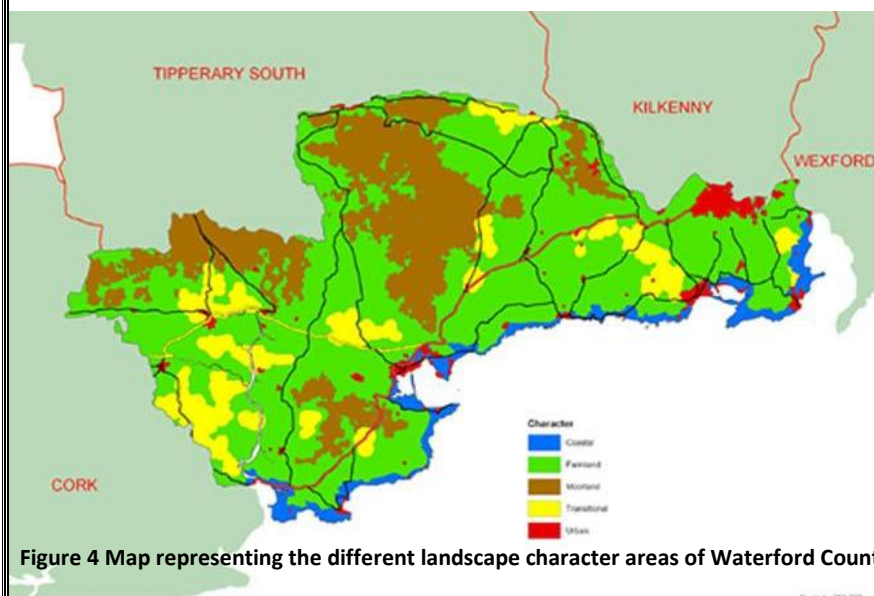 TIPPERARY SOUTH
KILKENNY
WEXFORD
CORK
Character
Coastal
Farmland
Moorland
Transitional
Urban
Figure 4 Map representing the different landscape character areas of Waterford Coun